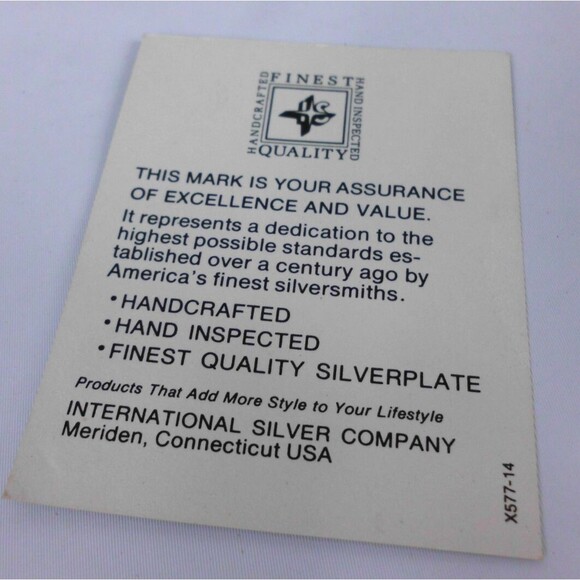 FINEST
HANDCRAFTED
HAND INSPECTED
QUALITY
THIS MARK IS YOUR ASSURANCE
OF EXCELLENCE AND VALUE.
It represents a dedication to the
highest possible standards es-
tablished over a century ago by
America's finest silversmiths.
•HANDCRAFTED
•HAND INSPECTED
•FINEST QUALITY SILVERPLATE
Products That Add More Style to Your Lifestyle
INTERNATIONAL SILVER COMPANY
Meriden, Connecticut USA
X577-14